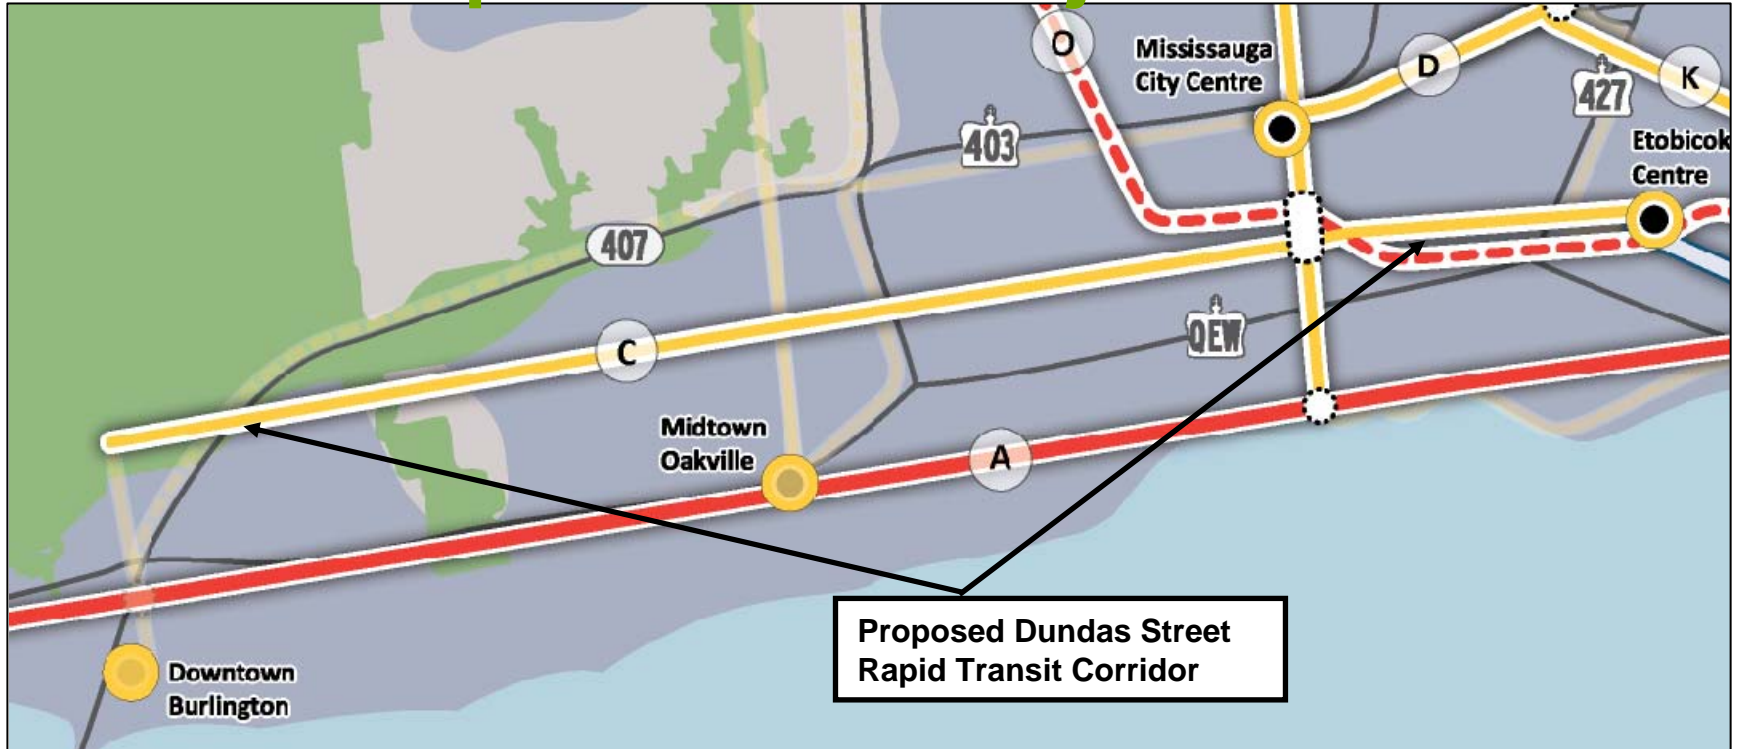 O
Mississauga
City Centre
D
K
427
403
Etobicok
Centre
407
C
QEW
Midtown
Oakville
A
Proposed Dundas Street
Rapid Transit Corridor
Downtown
Burlington